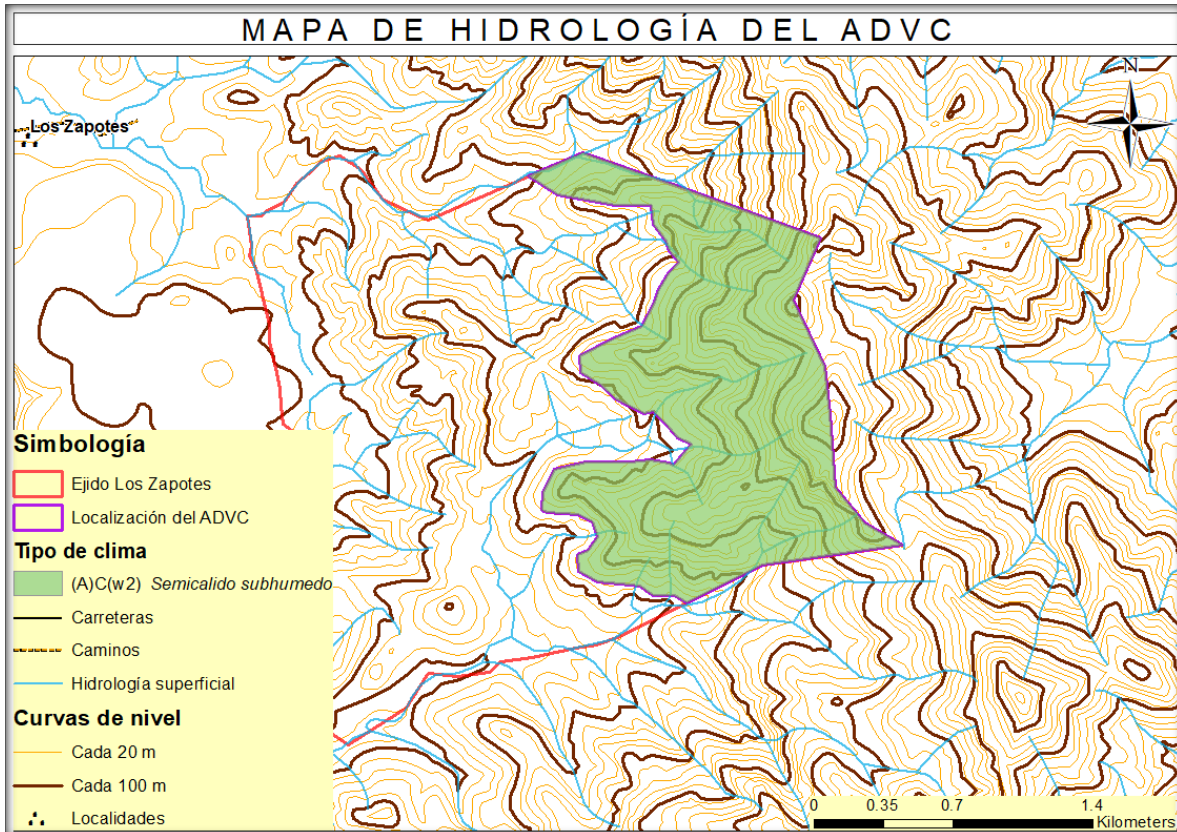 MAPA DE HIDROLOGÍA DEL ADVC
N
Los Zapotes
Simbología
Ejido Los Zapotes
Localización del ADVC
Tipo de clima
(A)C(w2) Semicalido subhumedo
Carreteras
Caminos
Hidrología superficial
Curvas de nivel
Cada 20 m
Cada 100 m
Localidades
0 0.35 0.7 1.4
Kilometers